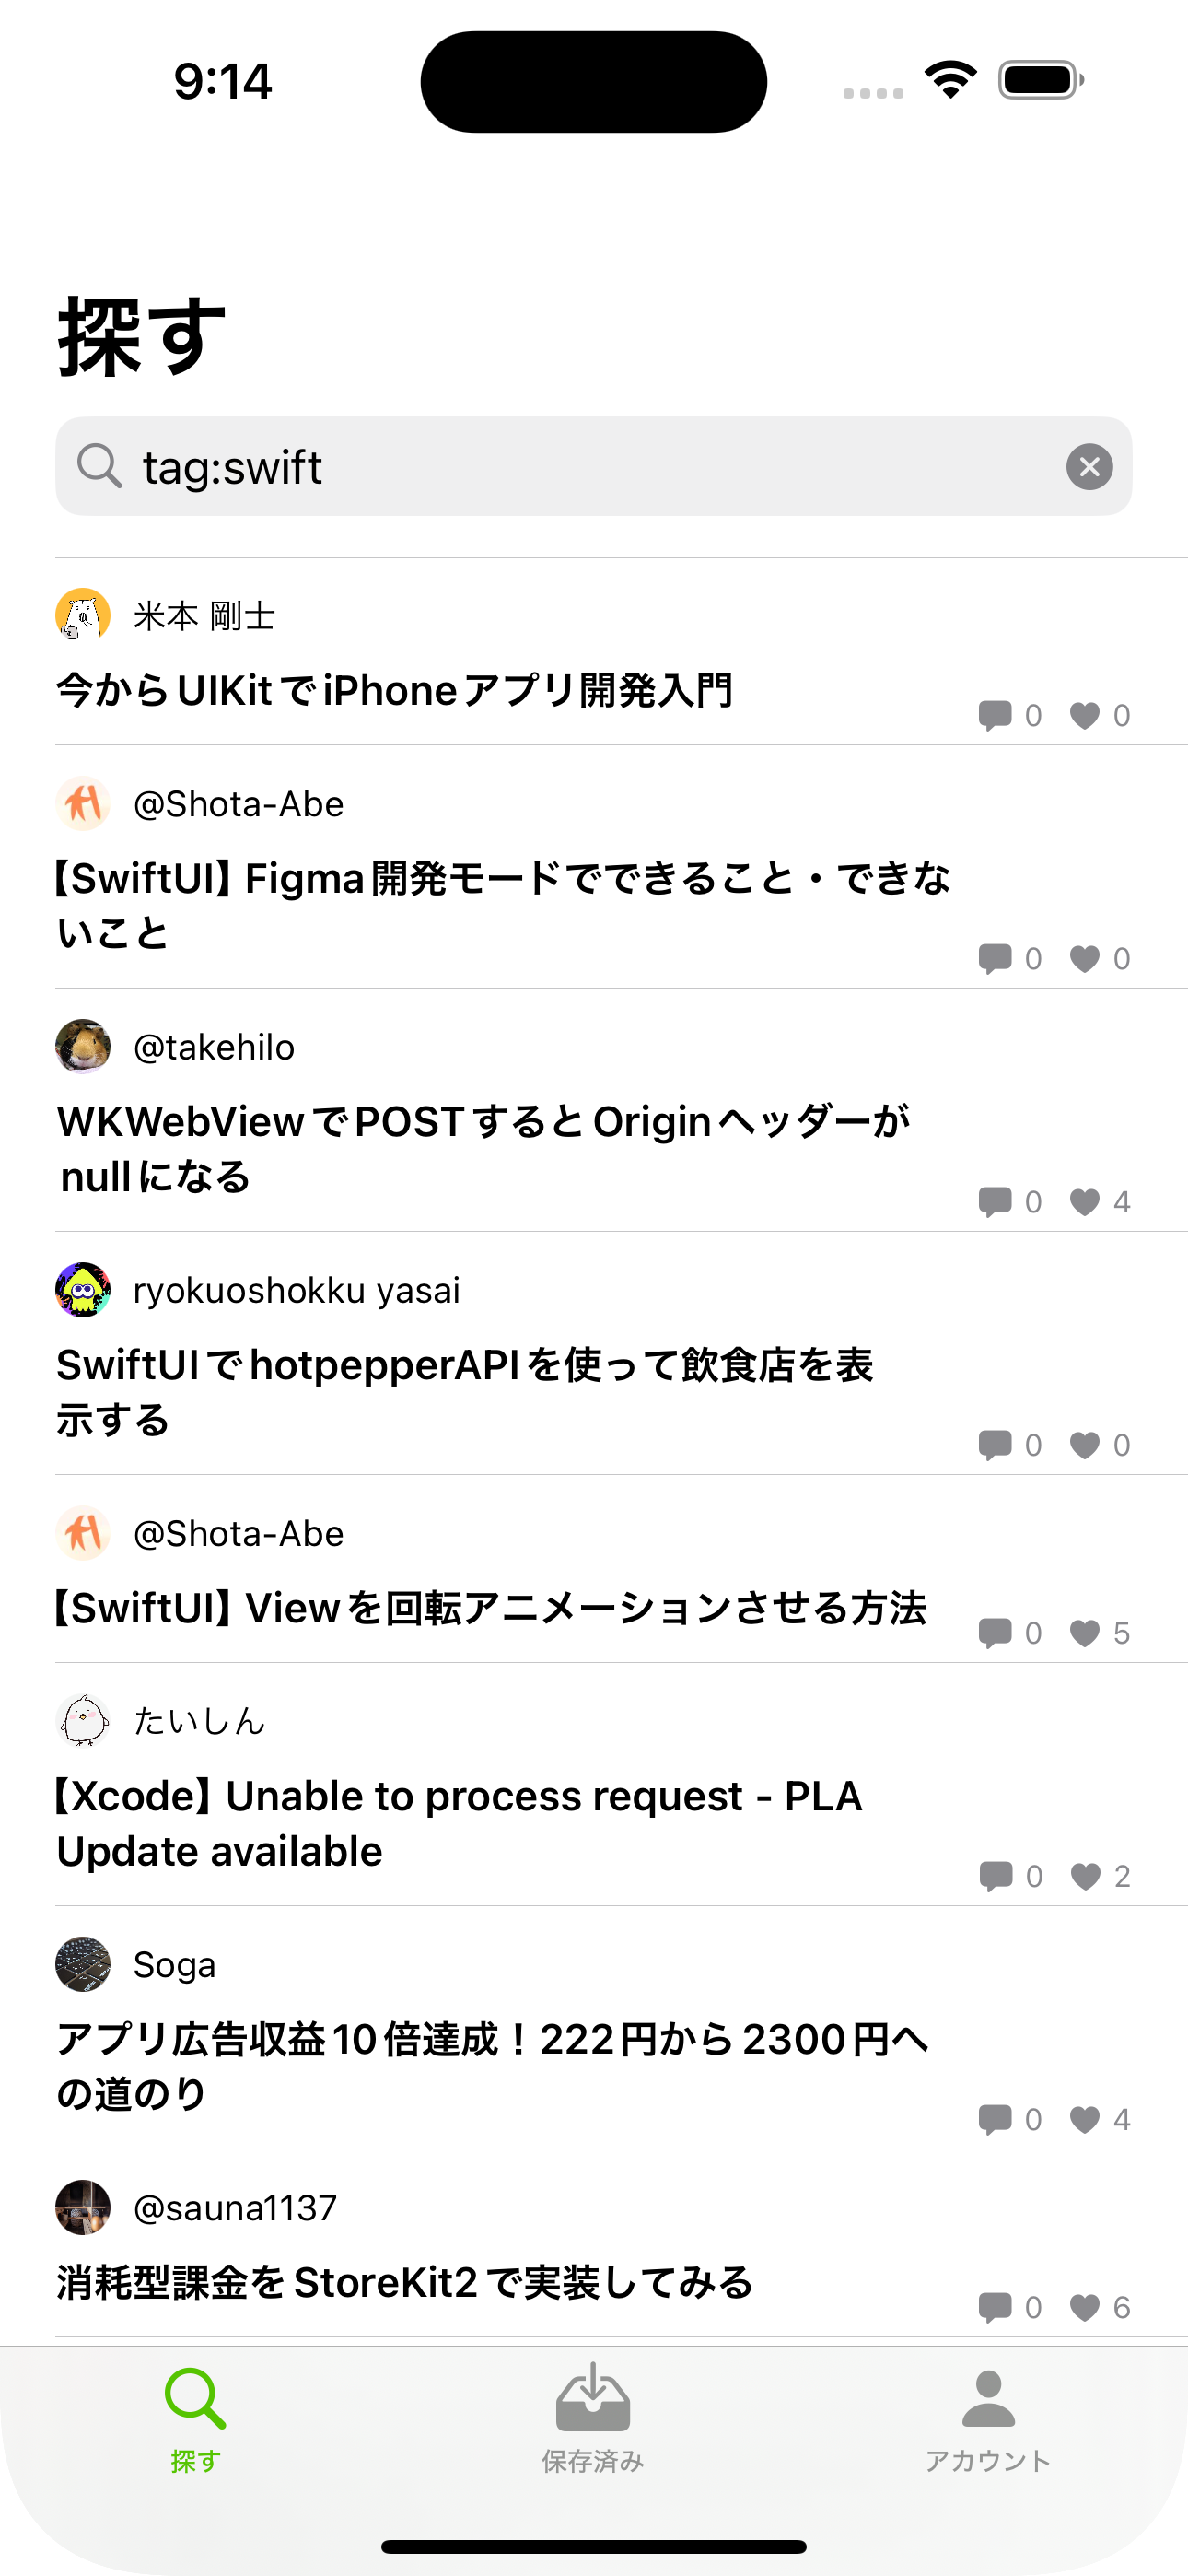 9:14
探す
tag:swift
米本 剛士
今からUIKitでiPhoneアプリ開発入門
0 0
@Shota-Abe
【SwiftUI】Figma開発モードでできること・できな
いこと
0 0
@takehilo
WKWebViewでPOSTするとOriginヘッダーが
nullになる
0 4
ryokuoshokku yasai
SwiftUIでhotpepperAPIを使って飲食店を表
示する
0 0
@Shota-Abe
【SwiftUI】Viewを回転アニメーションさせる方法
0 5
たいしん
【Xcode】Unable to process request - PLA
Update available
0 2
Soga
アプリ広告収益10倍達成！222円から2300円へ
の道のり
0 4
@sauna1137
消耗型課金をStoreKit2で実装してみる
0 6
探す 保存済み アカウント